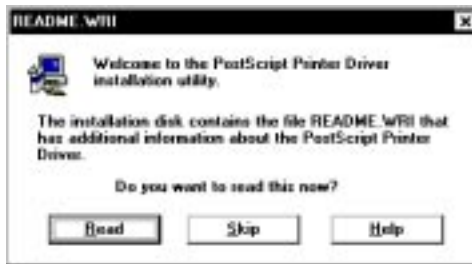 README.WRI
Welcome to the PostScript Printer Driver
installation utility.
The installation disk contains the file README.WRI that
has additional information about the PostScript Printer
Driver.
Do you want to read this now?
Read
Skip
Help